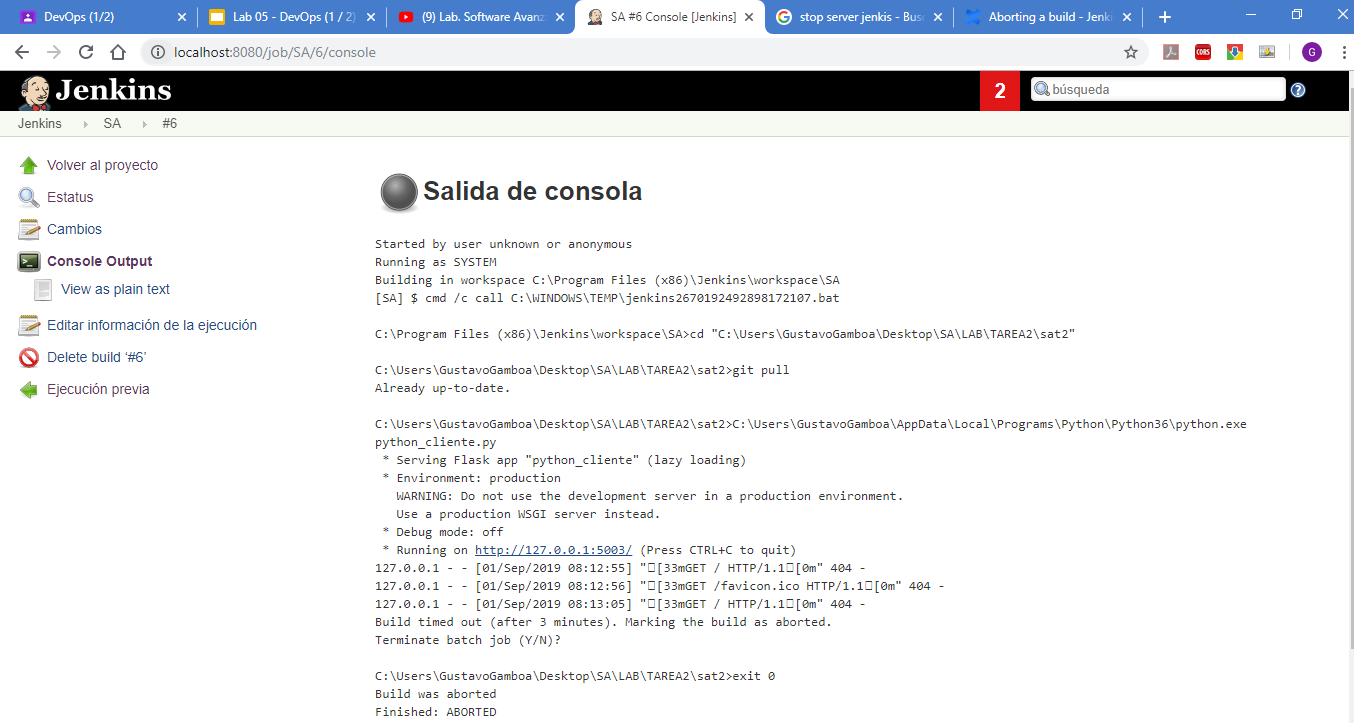 DevOps (1/2)
Lab 05 - DevOps (1 / 2)
(9) Lab. Software Avanz
SA #6 Console [Jenkins]
stop server jenkis - Bus
Aborting a build - Jenki
localhost:8080/job/SA/6/console
CORS
G
Jenkins
2
búsqueda
?
Jenkins
SA
#6
Volver al proyecto
Estatus
Cambios
Console Output
View as plain text
Editar información de la ejecución
Delete build ‘#6’
Ejecución previa
Salida de consola
Started by user unknown or anonymous
Running as SYSTEM
Building in workspace C:\Program Files (x86)\Jenkins\workspace\SA
[SA] $ cmd /c call C:\WINDOWS\TEMP\jenkins2670192492898172107.bat
C:\Program Files (x86)\Jenkins\workspace\SA>cd "C:\Users\GustavoGamboa\Desktop\SA\LAB\TAREA2\sat2"
C:\Users\GustavoGamboa\Desktop\SA\LAB\TAREA2\sat2>git pull
Already up-to-date.
C:\Users\GustavoGamboa\Desktop\SA\LAB\TAREA2\sat2>C:\Users\GustavoGamboa\AppData\Local\Programs\Python\Python36\python.exe
python_cliente.py
* Serving Flask app "python_cliente" (lazy loading)
* Environment: production
WARNING: Do not use the development server in a production environment.
Use a production WSGI server instead.
* Debug mode: off
* Running on http://127.0.0.1:5003/ (Press CTRL+C to quit)
127.0.0.1 - - [01/Sep/2019 08:12:55] "□[33mGET / HTTP/1.1□[0m" 404 -
127.0.0.1 - - [01/Sep/2019 08:12:56] "□[33mGET /favicon.ico HTTP/1.1□[0m" 404 -
127.0.0.1 - - [01/Sep/2019 08:13:05] "□[33mGET / HTTP/1.1□[0m" 404 -
Build timed out (after 3 minutes). Marking the build as aborted.
Terminate batch job (Y/N)?
C:\Users\GustavoGamboa\Desktop\SA\LAB\TAREA2\sat2>exit 0
Build was aborted
Finished: ABORTED